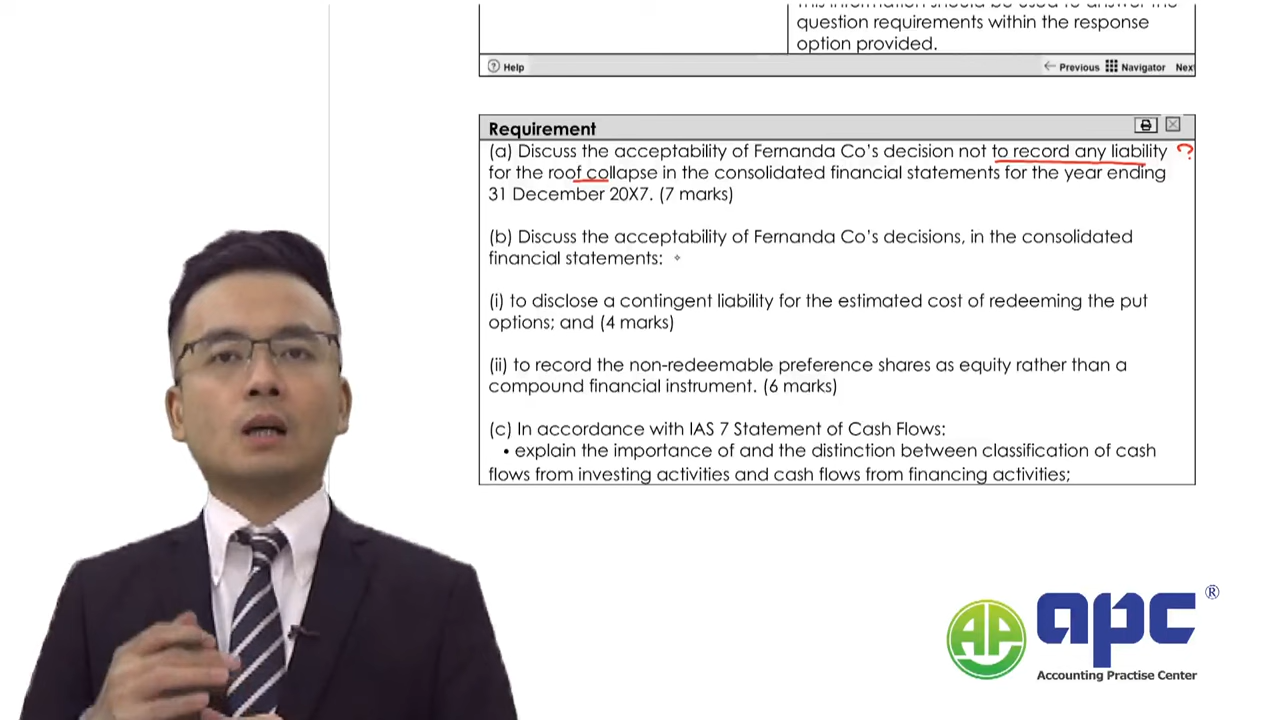 question requirements within the response
option provided.
? Help
Previous
Navigator
Nex
Requirement
(a) Discuss the acceptability of Fernanda Co's decision not to record any liability ?
for the roof collapse in the consolidated financial statements for the year ending
31 December 20X7. (7 marks)
(b) Discuss the acceptability of Fernanda Co's decisions, in the consolidated
financial statements:
(i) to disclose a contingent liability for the estimated cost of redeeming the put
options; and (4 marks)
(ii) to record the non-redeemable preference shares as equity rather than a
compound financial instrument. (6 marks)
(c) In accordance with IAS 7 Statement of Cash Flows:
• explain the importance of and the distinction between classification of cash
flows from investing activities and cash flows from financing activities;
AP
apc ®
Accounting Practise Center